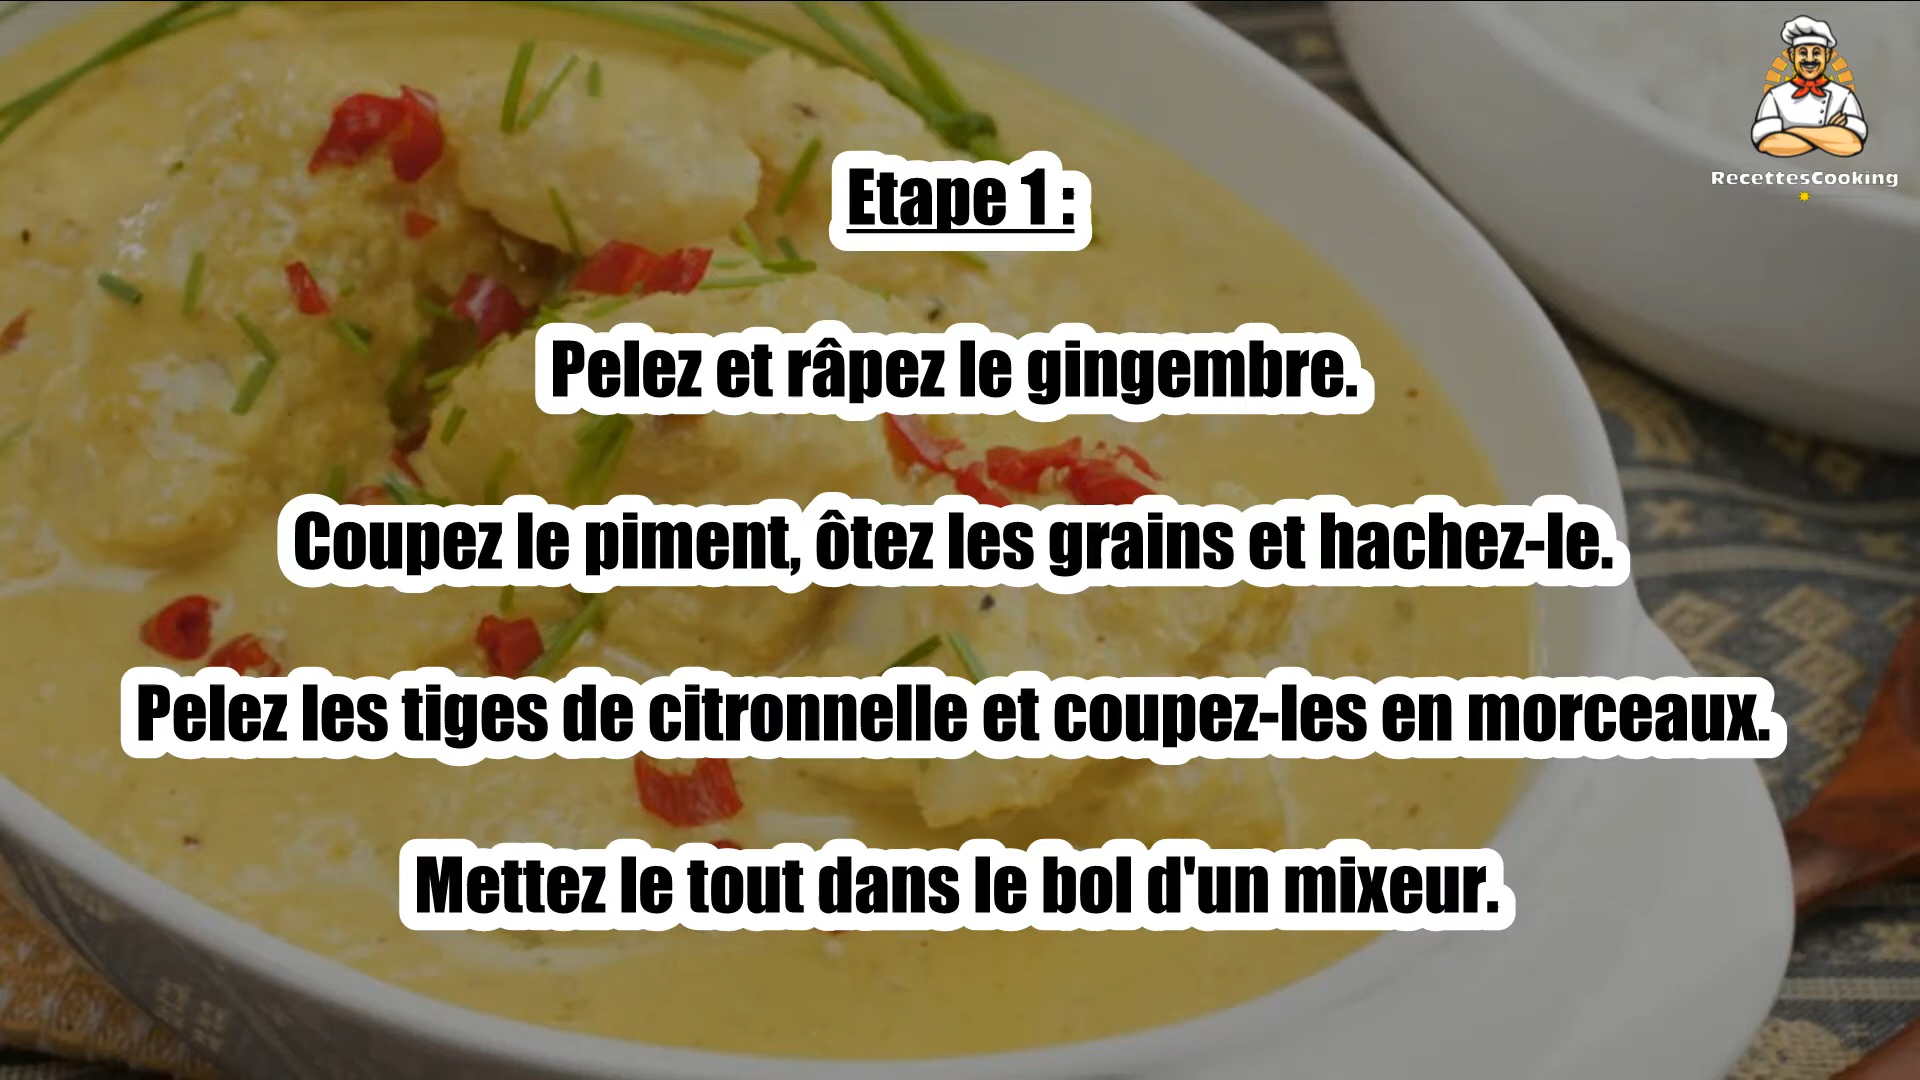 RecettesCooking
Etape 1 :
Pelez et râpez le gingembre.
Coupez le piment, ôtez les grains et hachez-le.
Pelez les tiges de citronnelle et coupez-les en morceaux.
Mettez le tout dans le bol d'un mixeur.